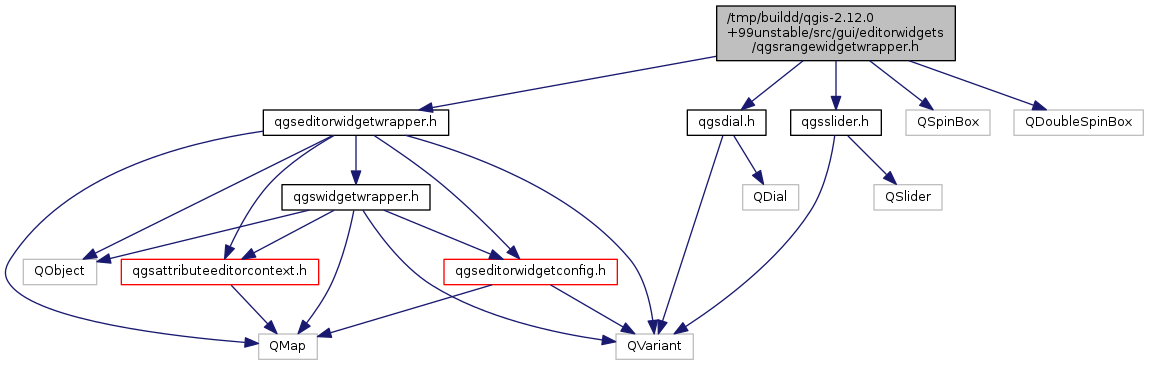 /tmp/buildd/qgis-2.12.0
+99unstable/src/gui/editorwidgets
/qgsrangewidgetwrapper.h
qgseditorwidgetwrapper.h
qgsdial.h
qgsslider.h
QSpinBox
QDoubleSpinBox
qgswidgetwrapper.h
QDial
QSlider
QObject
qgsattributeeditorcontext.h
qgseditorwidgetconfig.h
QMap
QVariant